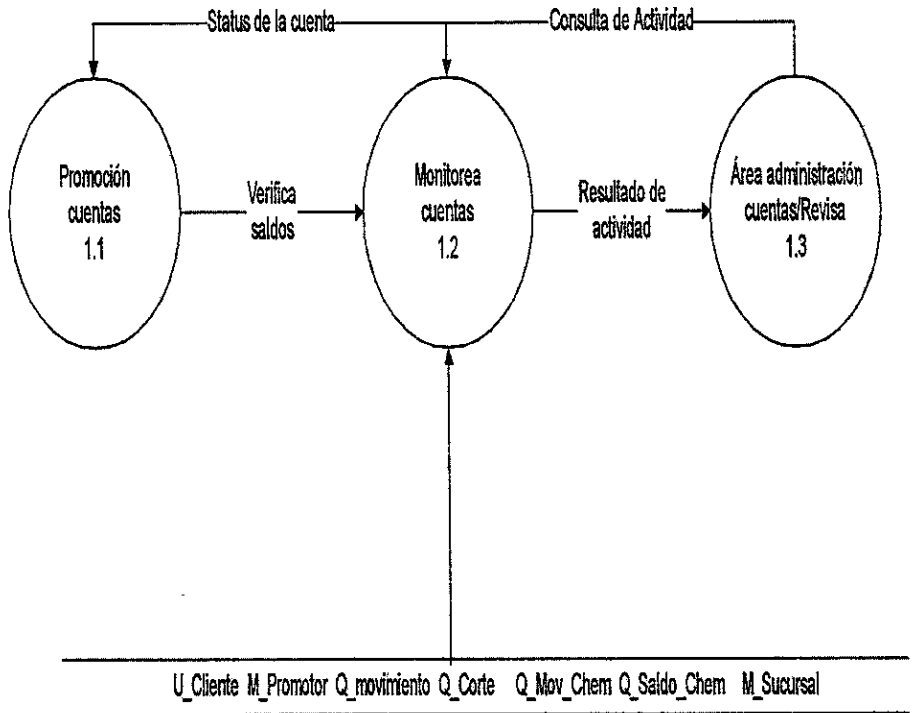 Status de la cuenta
Consulta de Actividad
Promoción
cuentas
1.1
Verifica
saldos
Monitorea
cuentas
1.2
Resultado de
actividad
Área administración
cuentas/Revisa
1.3
U_Cliente M_Promotor Q_movimiento Q_Corte Q_Mov_Chem Q_Saldo_Chem M_Sucursal